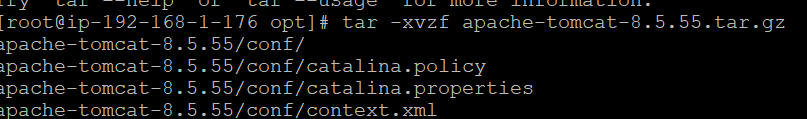 Try `tar --help' or `tar --usage' for more information.
[root@ip-192-168-1-176 opt]# tar -xvzf apache-tomcat-8.5.55.tar.gz
apache-tomcat-8.5.55/conf/
apache-tomcat-8.5.55/conf/catalina.policy
apache-tomcat-8.5.55/conf/catalina.properties
apache-tomcat-8.5.55/conf/context.xml